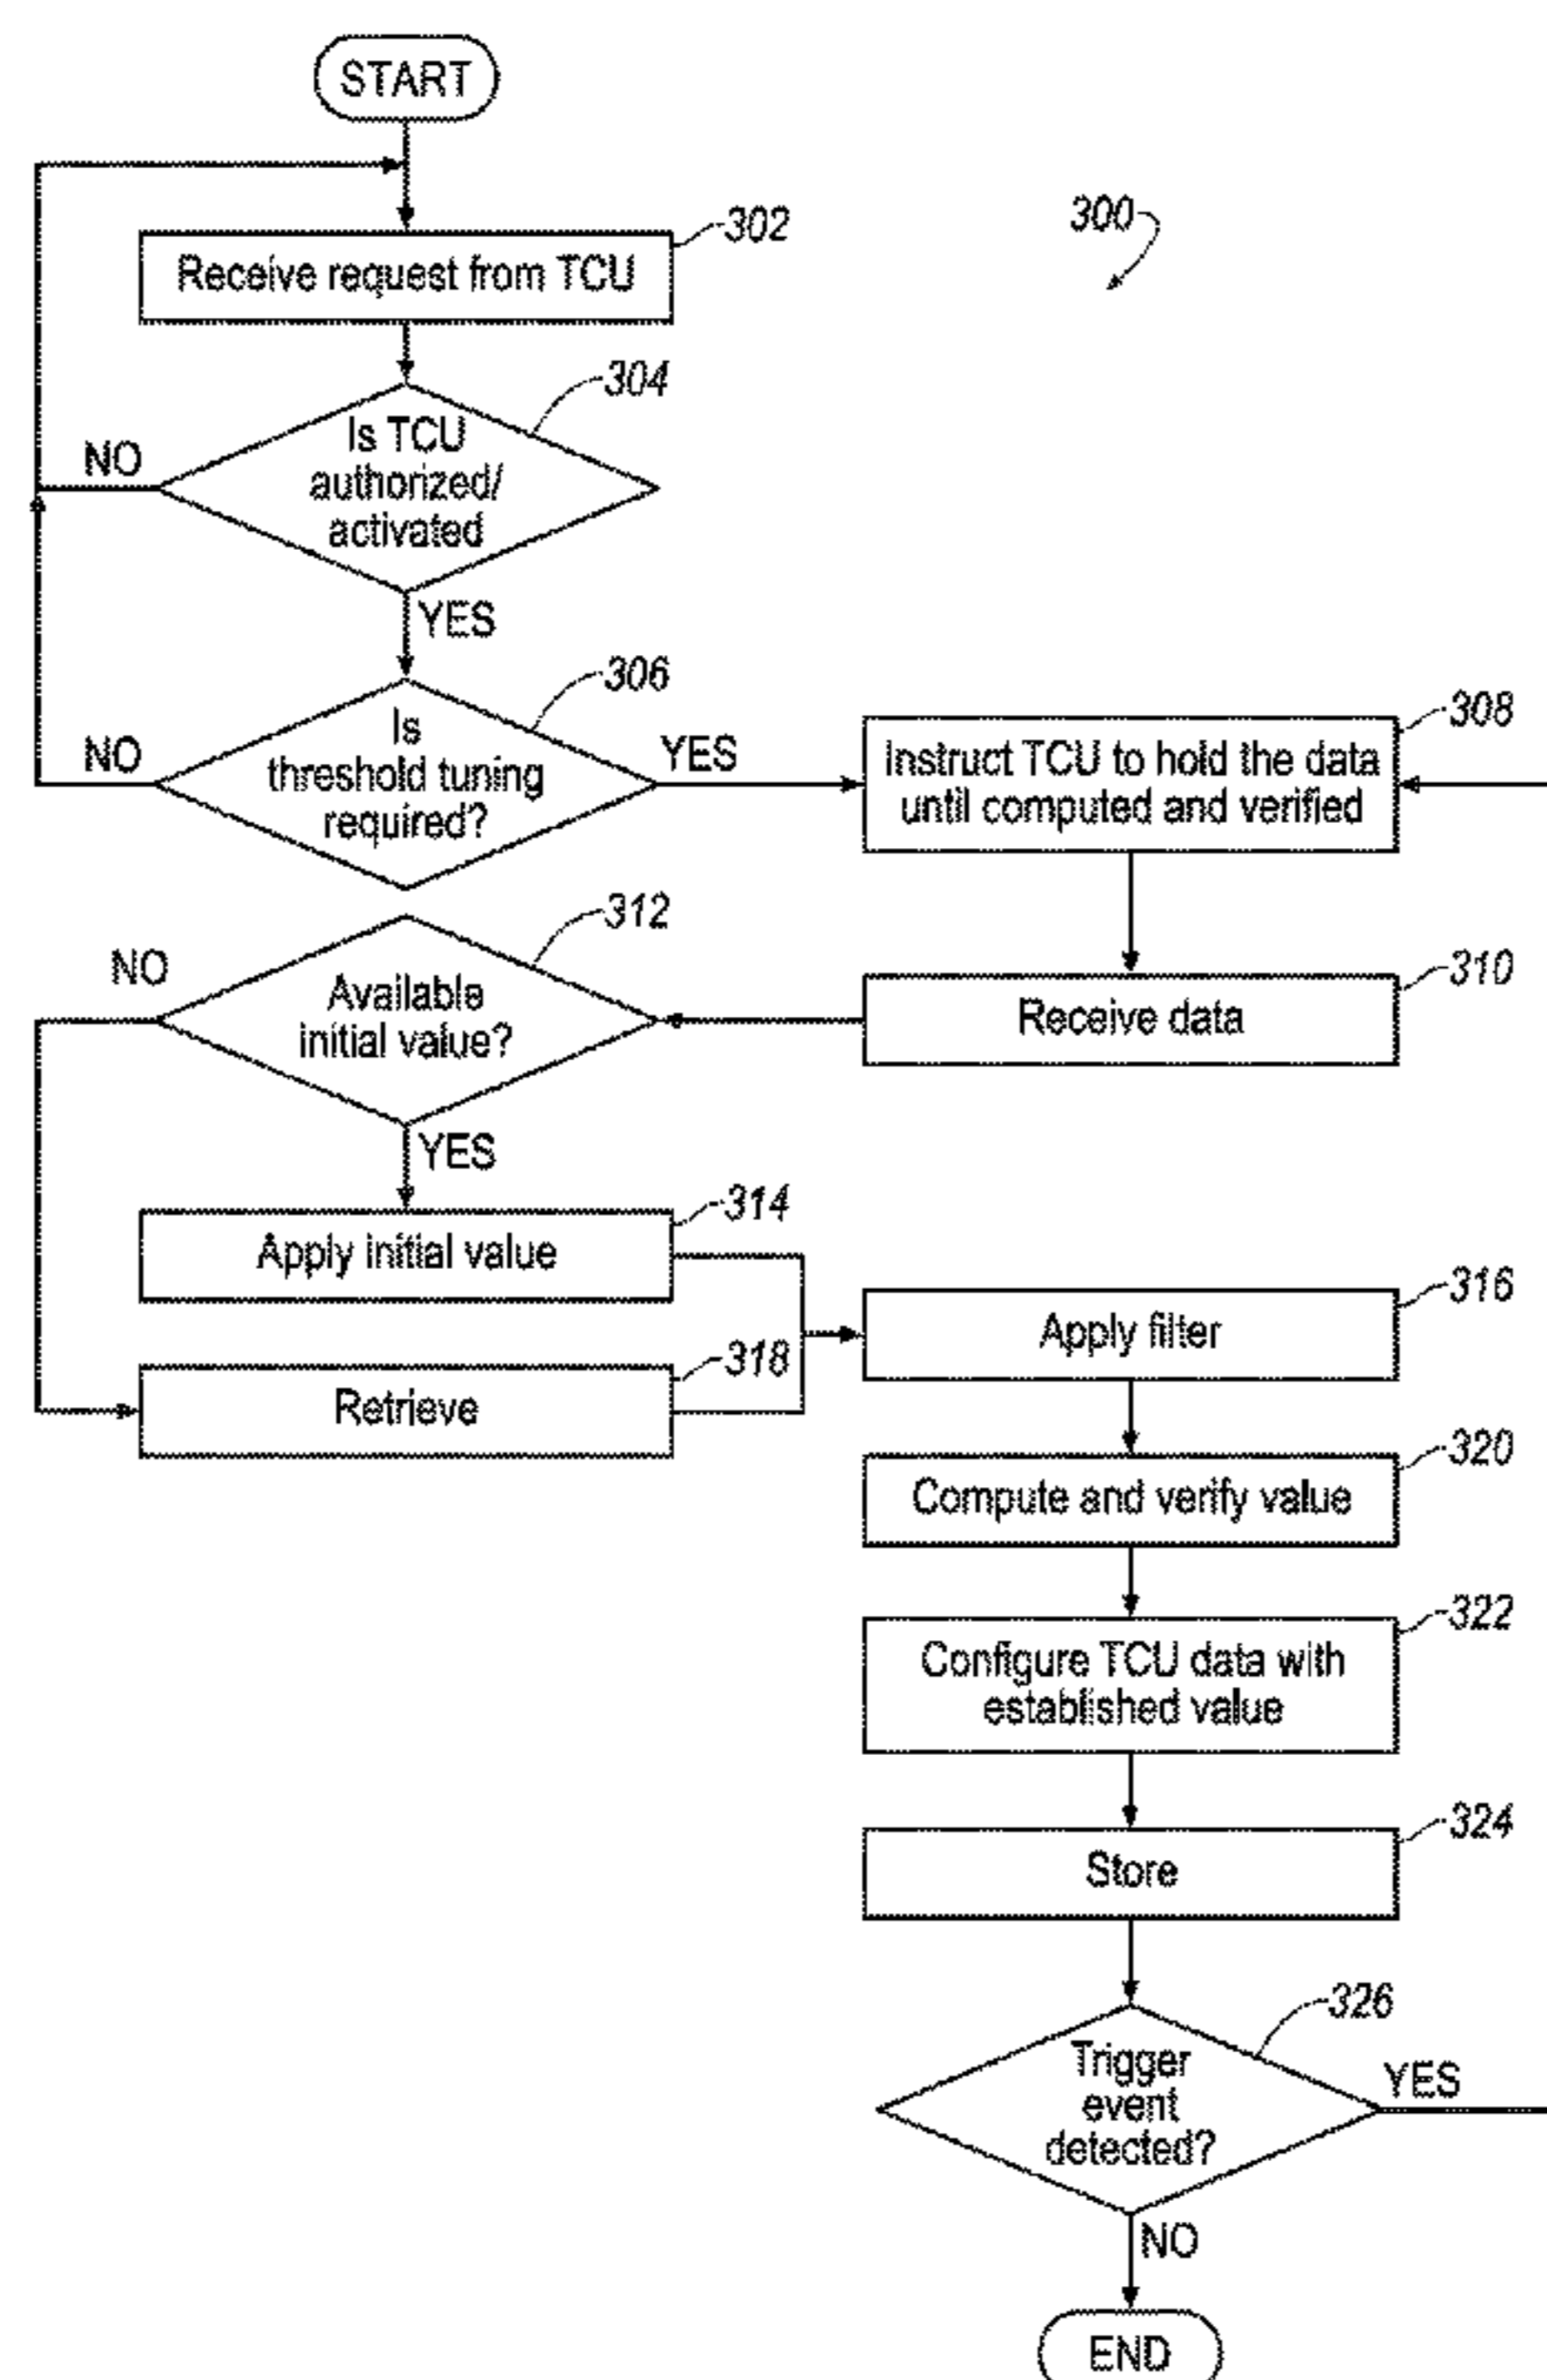 START
302
300
Receive request from TCU
304
Is TCU
authorized/
activated
NO
YES
306
Is
threshold tuning
required?
NO
YES
308
Instruct TCU to hold the data
until computed and verified
312
Available
initial value?
NO
YES
310
Receive data
314
Apply initial value
316
Apply filter
318
Retrieve
320
Compute and verify value
322
Configure TCU data with
established value
324
Store
326
Trigger
event
detected?
YES
NO
END